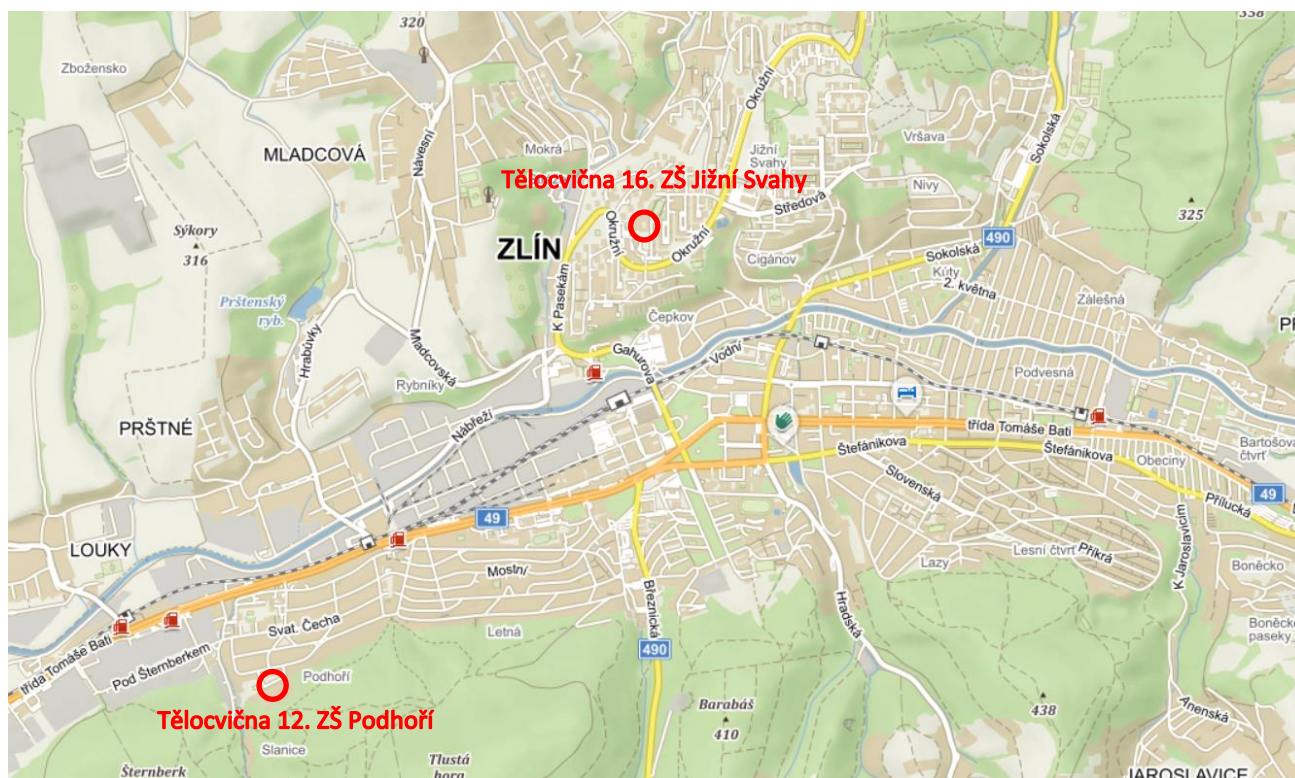 320
338
Zbožensko
MLADCOVÁ
Návesní
Mokrá
Okružní
Jižní
Svahy
Vršava
Sokolská
Tělocvična 16. ZŠ Jižní Svahy
Středová
Nivy
325
Sýkory
316
ZLÍN
Okružní
Okružní
490
Cigánov
Sokolská
Kúty
2. května
Zálešná
Prštenský
ryb.
K Pasekám
Čepkov
Hrabůvky
Mladcovská
Gahurova
Vodní
Rybníky
Podvesná
PRŠTNÉ
Nábřeží
třída Tomáše Bati
Štefánikova
Štefánikova
Obeciny
Bartošova
čtvrť
Slovenská
49
49
Přílucká
LOUKY
Mostní
Lesní čtvrť
Příkrá
Lazy
K Jaroslavicím
Boněcko
Březnická
Hradská
Svat. Čecha
Letná
Boněcko
paseky
třída Tomáše Bati
Pod Šternberkem
490
Podhoří
Barabáš
410
438
Anenská
Tělocvična 12. ZŠ Podhoří
Slanice
Šternberk
Tlustá
hora
JAROSLAVICE